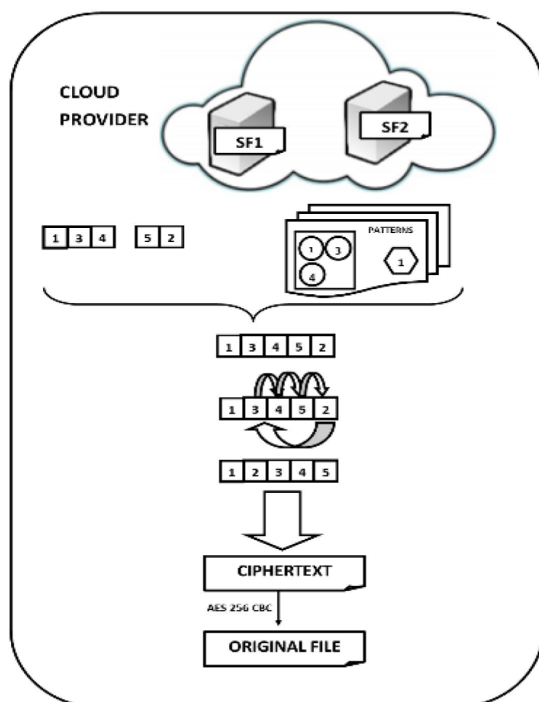 CLOUD
PROVIDER
SF1
SF2
1 3 4 5 2
PATTERNS
1 3
4
1
1 3 4 5 2
1 3 4 5 2
1 2 3 4 5
CIPHERTEXT
AES 256 CBC
ORIGINAL FILE